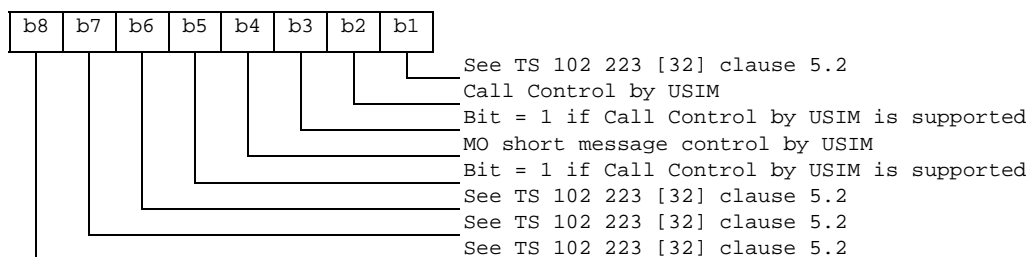 b8 b7 b6 b5 b4 b3 b2 b1
See TS 102 223 [32] clause 5.2
Call Control by USIM
Bit = 1 if Call Control by USIM is supported
MO short message control by USIM
Bit = 1 if Call Control by USIM is supported
See TS 102 223 [32] clause 5.2
See TS 102 223 [32] clause 5.2
See TS 102 223 [32] clause 5.2